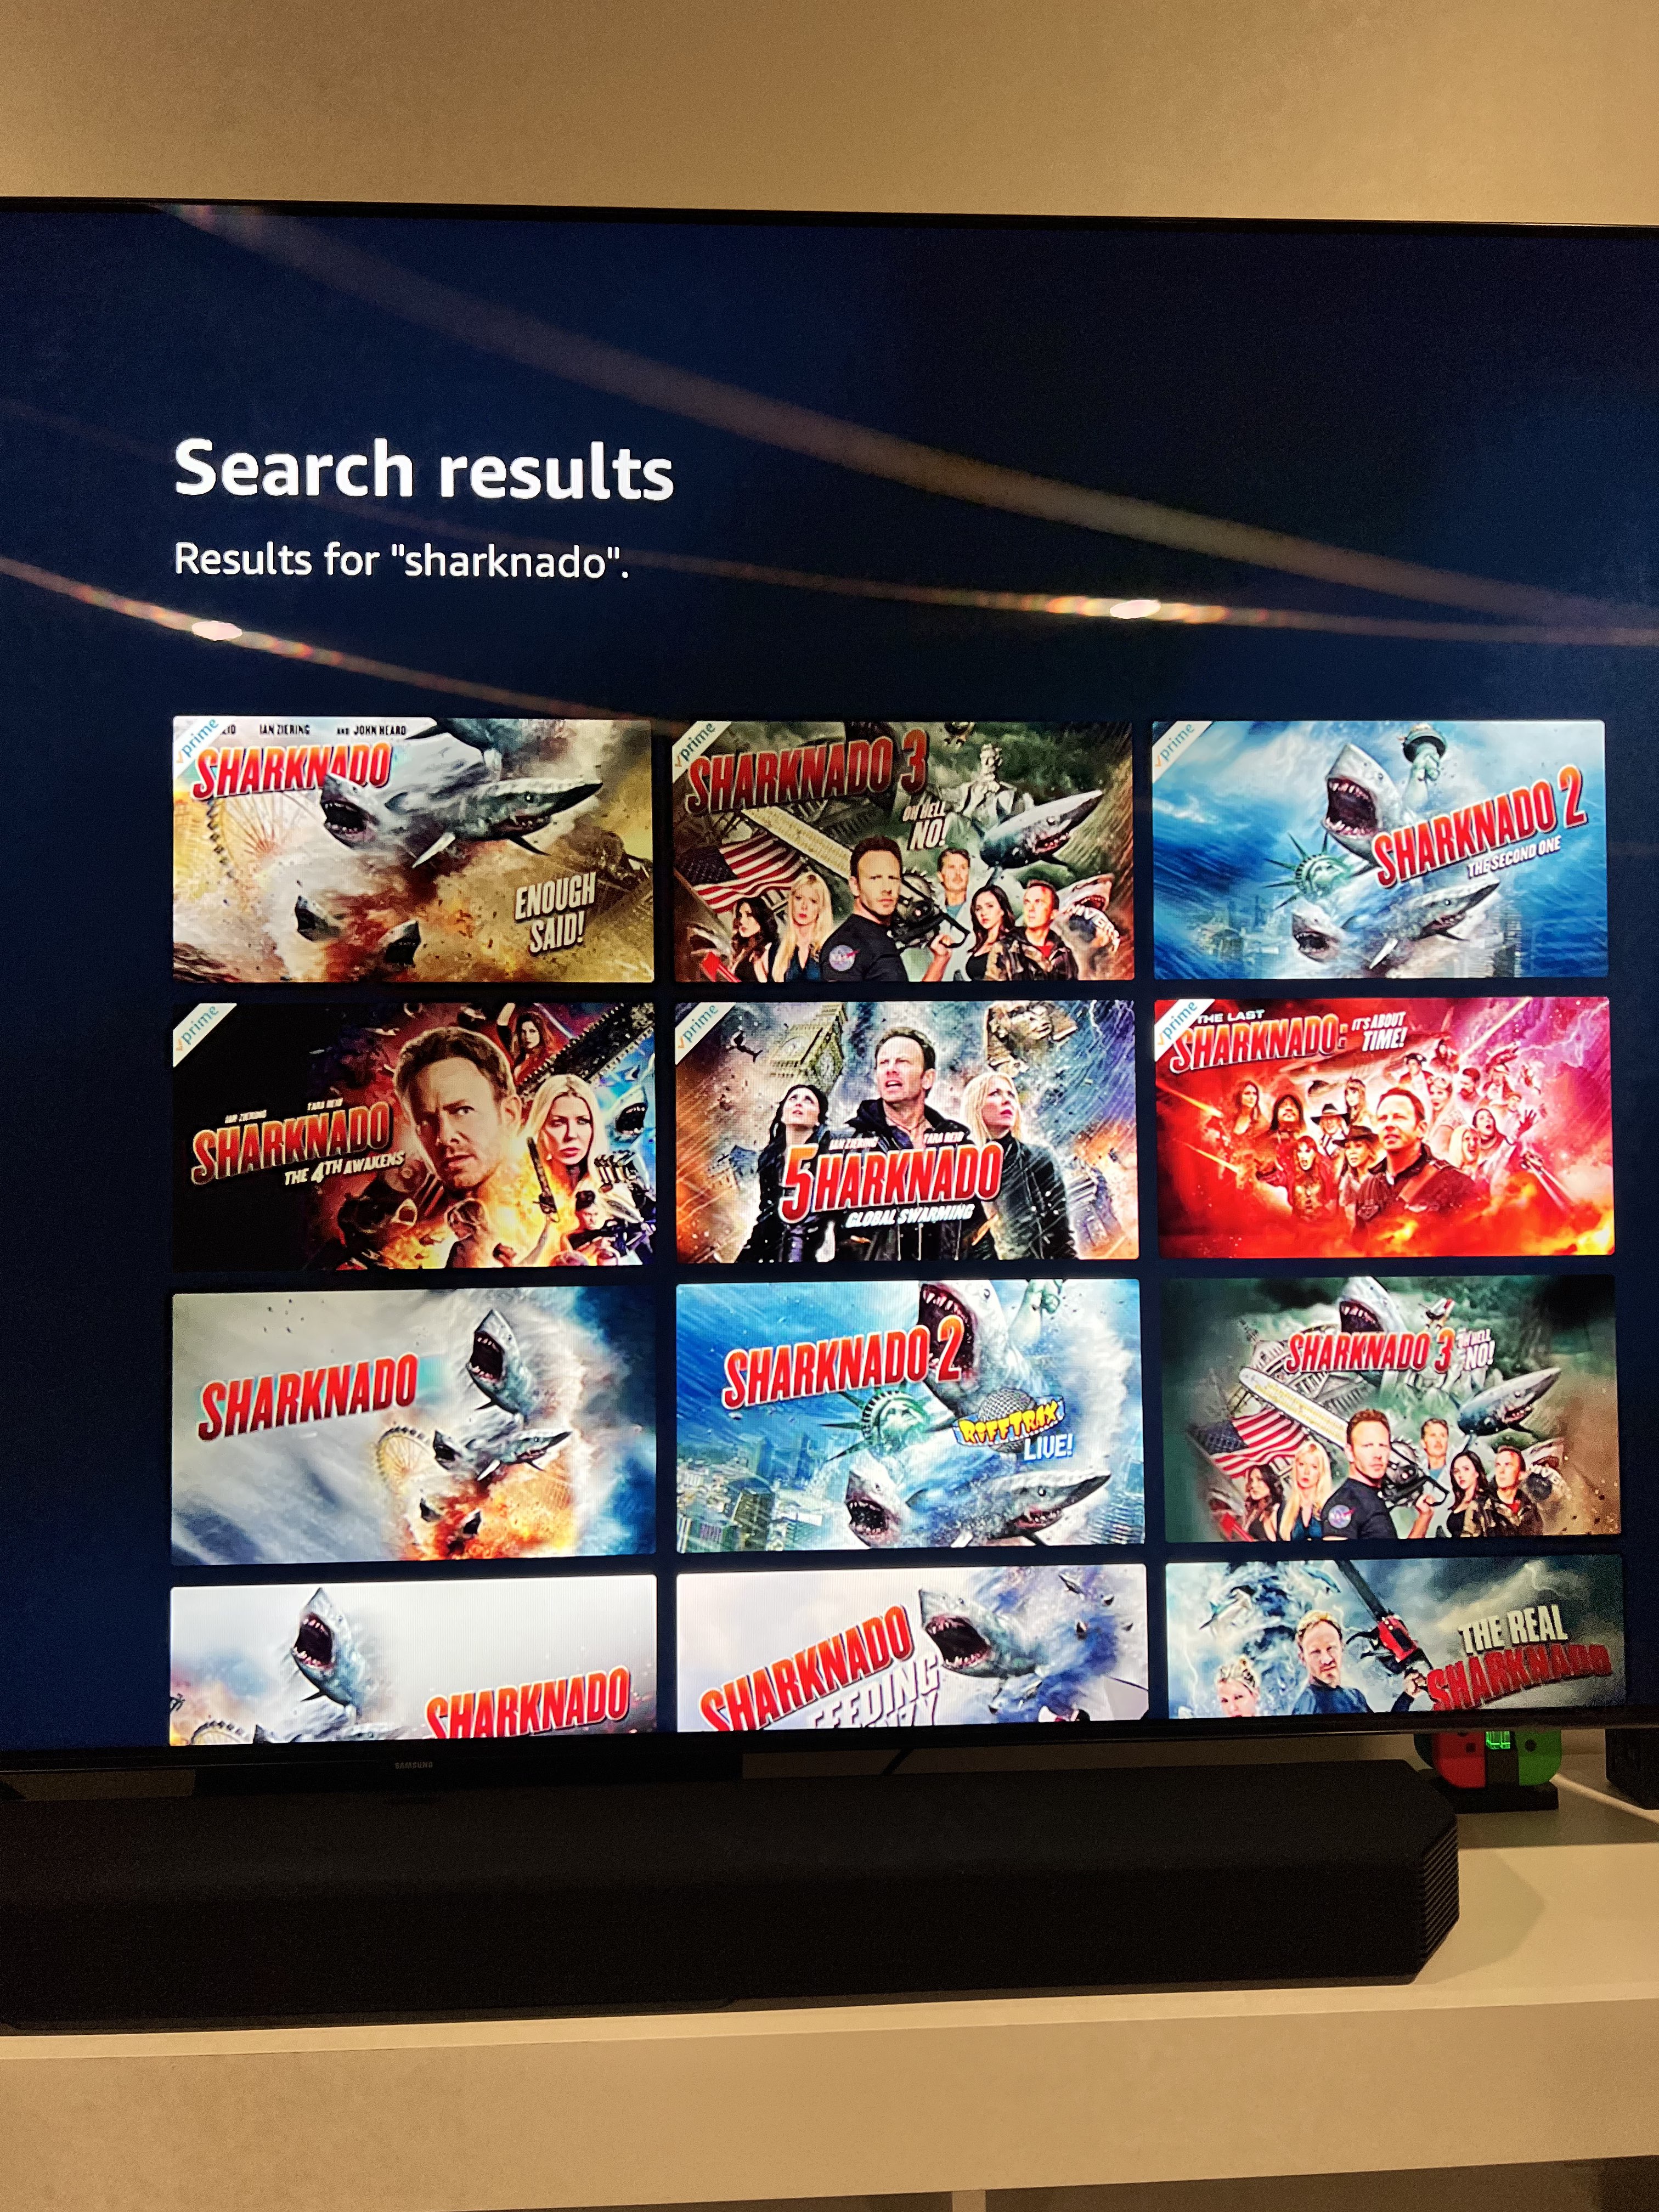 Search results
Results for "sharknado".
prime
IAN ZIERING AND JOHN HEARD
SHARKNADO
ENOUGH
SAID!
prime
SHARKNADO 3
OH HELL
NO!
prime
SHARKNADO 2
THE SECOND ONE
prime
IAN ZIERING TARA REID
SHARKNADO
THE 4TH AWAKENS
prime
IAN ZIERING TARA REID
5HARKNADO
GLOBAL SWARMING
prime
THE LAST
SHARKNADO: IT'S ABOUT
TIME!
SHARKNADO
SHARKNADO 2
RIFFTRAX
LIVE!
SHARKNADO 3 OH HELL
NO!
SHARKNADO
SHARKNADO
FEEDING
THE REAL
SHARKNADO
SAMSUNG